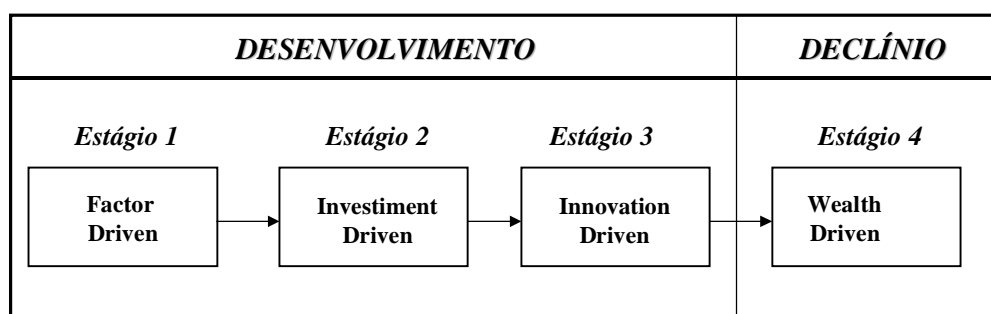 DESENVOLVIMENTO
DECLÍNIO
Estágio 1
Estágio 2
Estágio 3
Estágio 4
Factor
Driven
Investiment
Driven
Innovation
Driven
Wealth
Driven